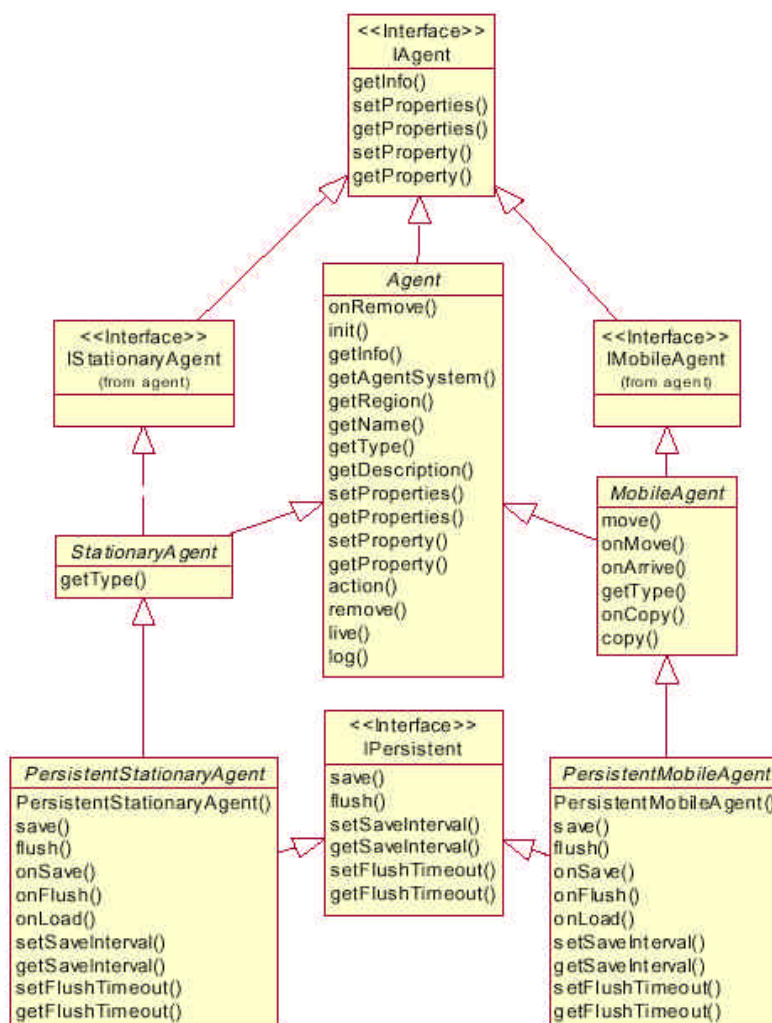 <<Interface>>
IAgent
getInfo()
setProperties()
getProperties()
setProperty()
getProperty()
<<Interface>>
IStationaryAgent
(from agent)
Agent
onRemove()
init()
getInfo()
getAgentSystem()
getRegion()
getName()
getType()
getDescription()
setProperties()
getProperties()
setProperty()
getProperty()
action()
remove()
live()
log()
<<Interface>>
IMobileAgent
(from agent)
StationaryAgent
getType()
MobileAgent
move()
onMove()
onArrive()
getType()
onCopy()
copy()
PersistentStationaryAgent
PersistentStationaryAgent()
save()
flush()
onSave()
onFlush()
onLoad()
setSaveInterval()
getSaveInterval()
setFlushTimeout()
getFlushTimeout()
<<Interface>>
IPersistent
save()
flush()
setSaveInterval()
getSaveInterval()
setFlushTimeout()
getFlushTimeout()
PersistentMobileAgent
PersistentMobileAgent()
save()
flush()
onSave()
onFlush()
onLoad()
setSaveInterval()
getSaveInterval()
setFlushTimeout()
getFlushTimeout()